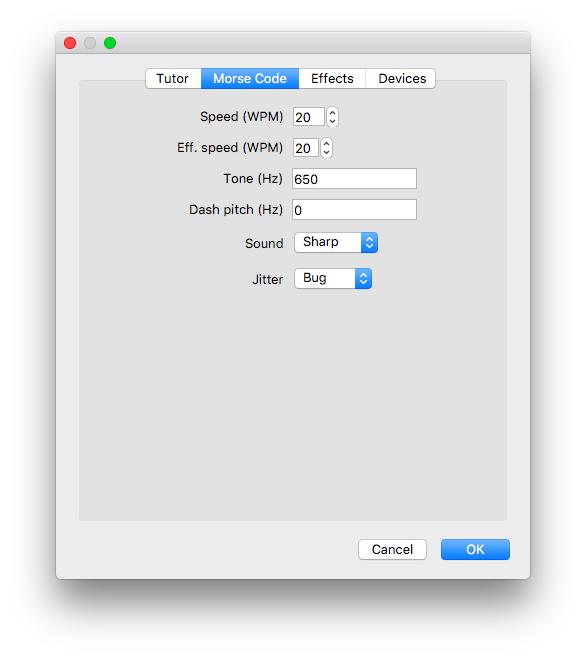 Tutor Morse Code Effects Devices
Speed (WPM) 20
Eff. speed (WPM) 20
Tone (Hz) 650
Dash pitch (Hz) 0
Sound Sharp
Jitter Bug
Cancel OK